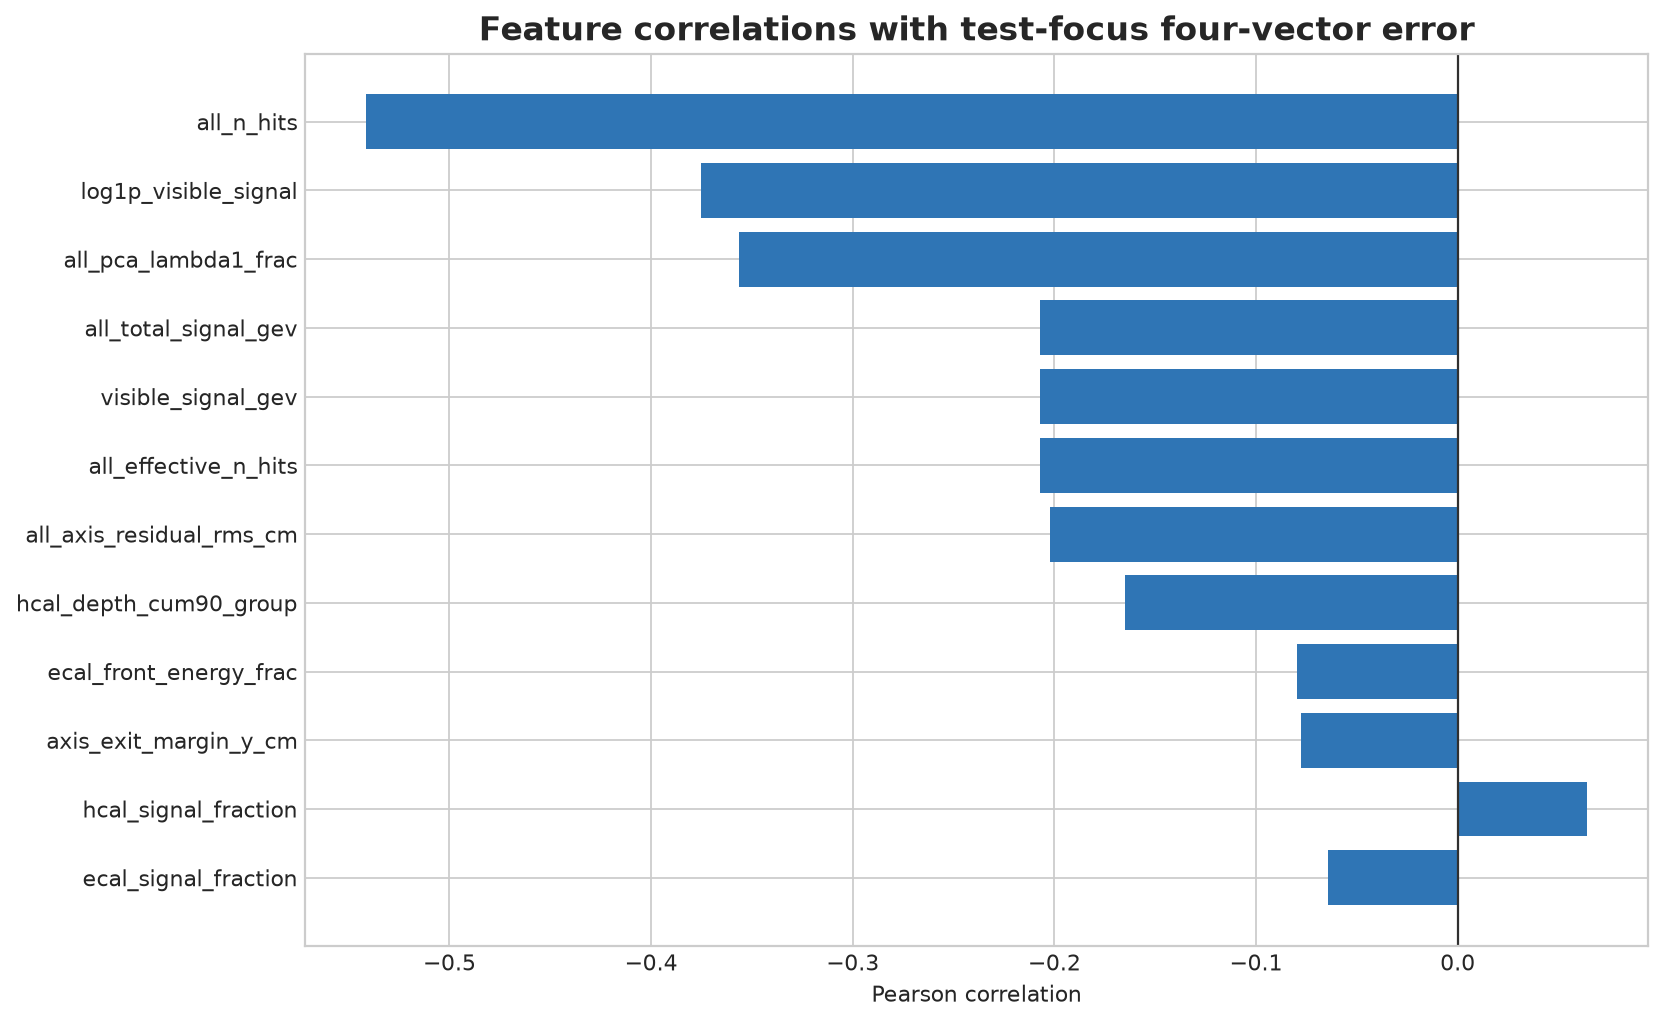 Feature correlations with test-focus four-vector error
all_n_hits
log1p_visible_signal
all_pca_lambda1_frac
all_total_signal_gev
visible_signal_gev
all_effective_n_hits
all_axis_residual_rms_cm
hcal_depth_cum90_group
ecal_front_energy_frac
axis_exit_margin_y_cm
hcal_signal_fraction
ecal_signal_fraction
−0.5 −0.4 −0.3 −0.2 −0.1 0.0
Pearson correlation